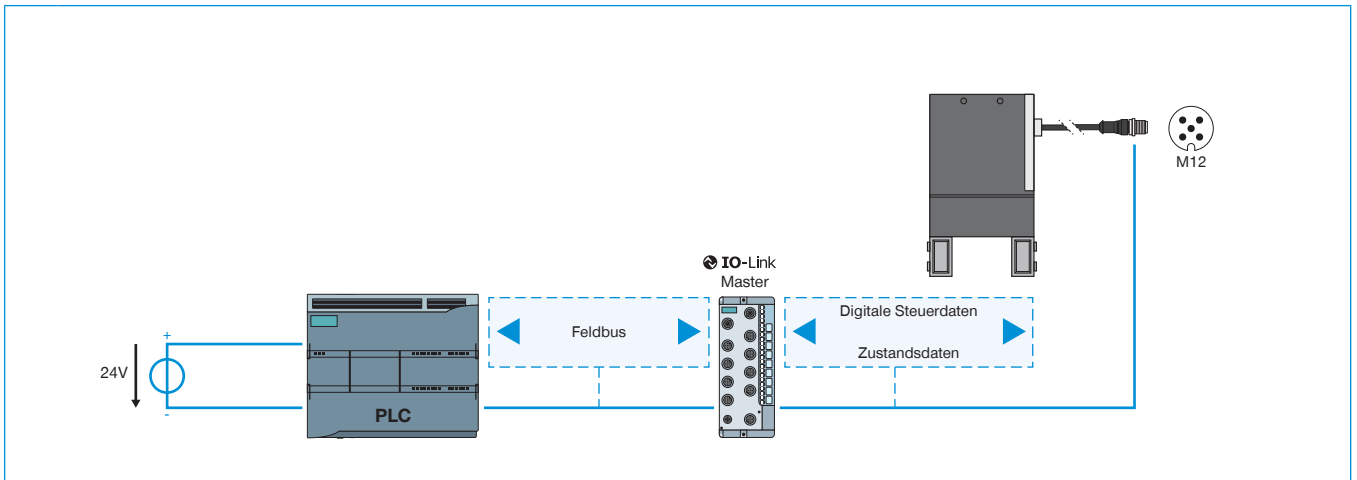 M12
IO-Link
Master
Digitale Steuerdaten
Feldbus
Zustandsdaten
+
24V
-
PLC